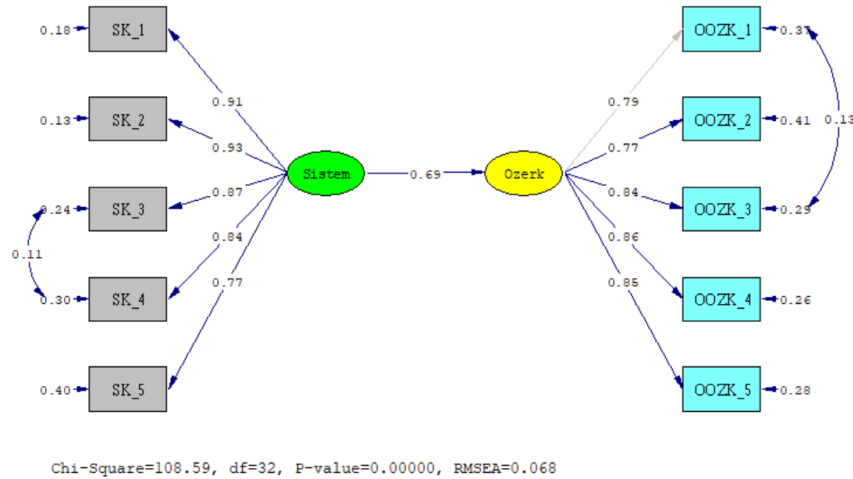 0.18 SK_1 OOZK_1 0.37
0.91 0.79
0.13 SK_2 OOZK_2 0.41 0.13
0.93 0.77
Sistem 0.69 Ozerk
0.87 0.84
0.24 SK_3 OOZK_3 0.29
0.84 0.86
0.11
0.77 0.85
0.30 SK_4 OOZK_4 0.26
0.40 SK_5 OOZK_5 0.28
Chi-Square=108.59, df=32, P-value=0.00000, RMSEA=0.068